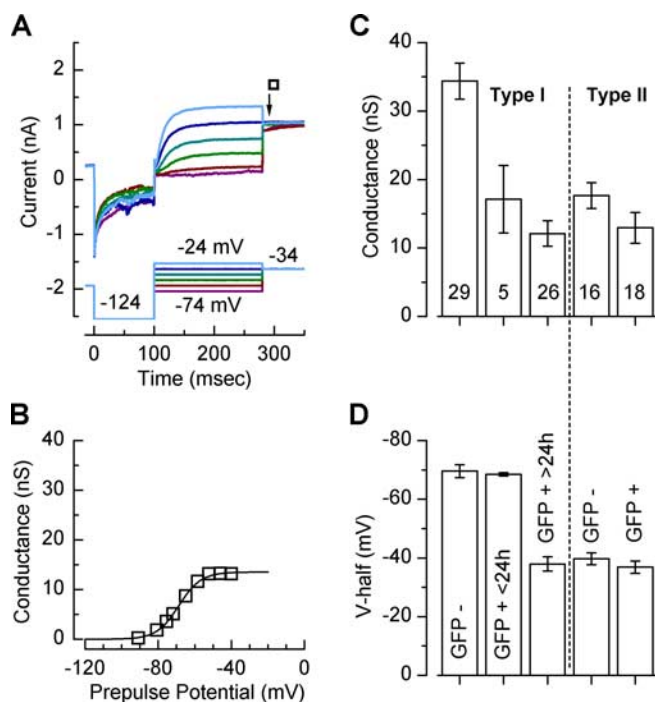 A
Current (nA)
2
1
0
-1
-2
-24 mV
-34
-124
-74 mV
0 100 200 300
Time (msec)
B
Conductance (nS)
40
30
20
10
0
-120 -80 -40 0
Prepulse Potential (mV)
C
Conductance (nS)
40
30
20
10
0
Type I Type II
29 5 26 16 18
D
V-half (mV)
-80
-60
-40
-20
0
GFP -
GFP + <24h
GFP + >24h
GFP -
GFP +